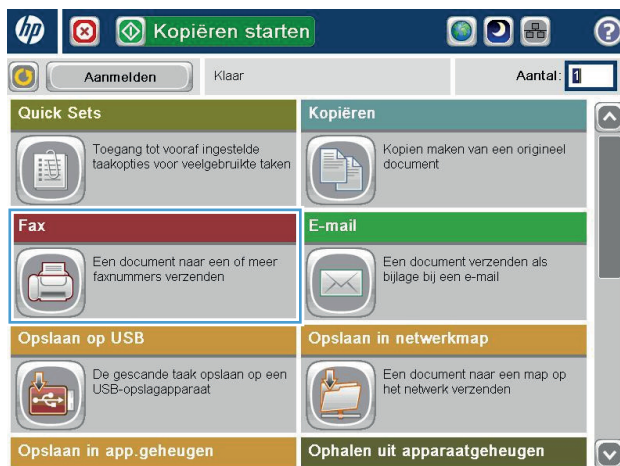 hp
Kopiëren starten
?
Aanmelden
Klaar
Aantal:
1
Quick Sets
Toegang tot vooraf ingestelde
taakopties voor veelgebruikte taken
Kopiëren
Kopien maken van een origineel
document
Fax
Een document naar een of meer
faxnummers verzenden
E-mail
Een document verzenden als
bijlage bij een e-mail
Opslaan op USB
De gescande taak opslaan op een
USB-opslagapparaat
Opslaan in netwerkmap
Een document naar een map op
het netwerk verzenden
Opslaan in app.geheugen
Ophalen uit apparaatgeheugen